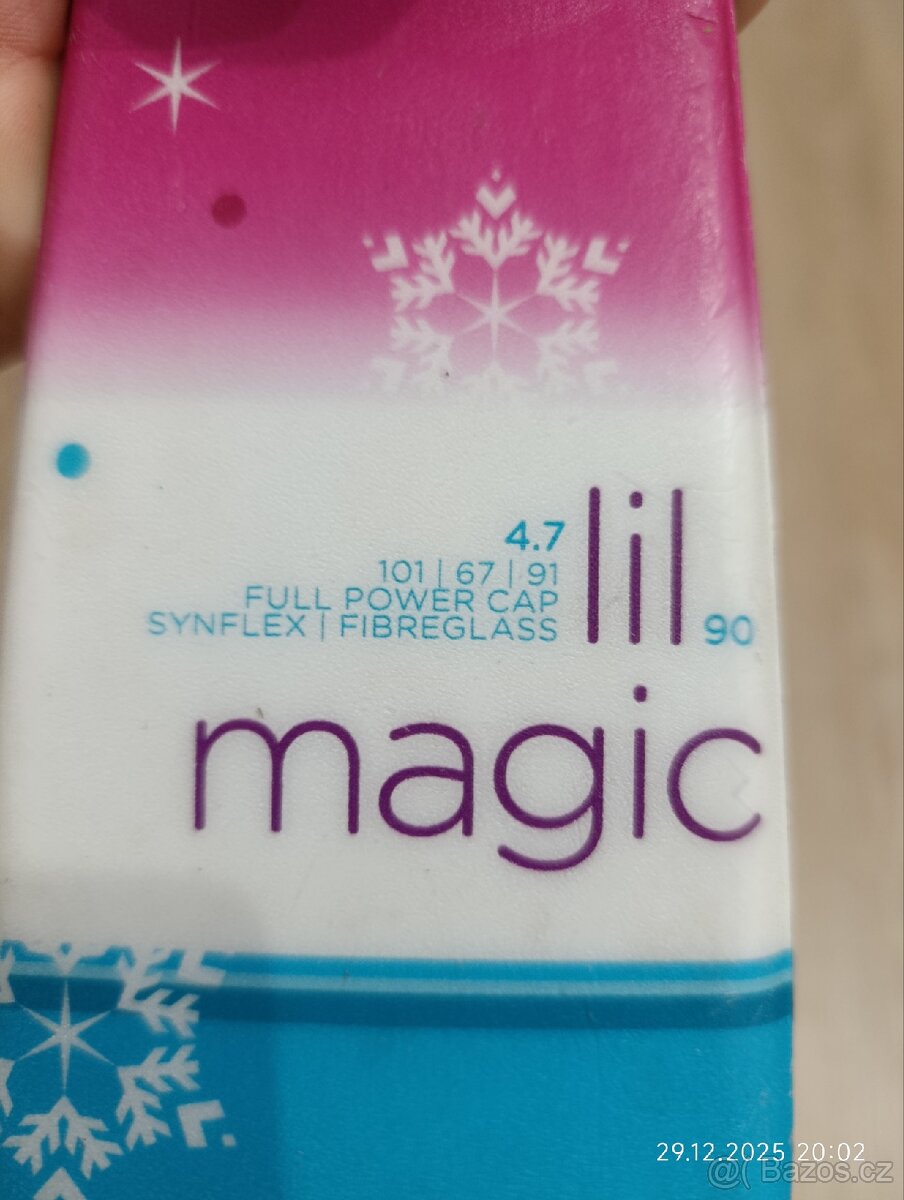 4.7
101 | 67 | 91
FULL POWER CAP
SYNFLEX | FIBREGLASS
lil 90
magic
29.12.2025 20:02
@( Bazos.cz